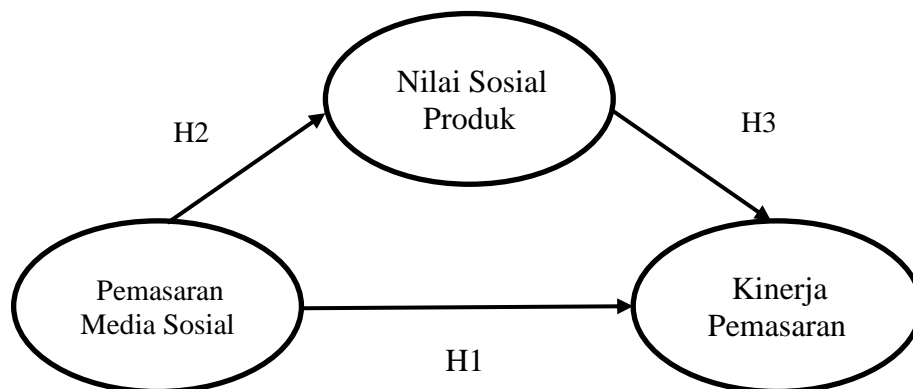 Nilai Sosial
Produk
H2
H3
Pemasaran
Media Sosial
Kinerja
Pemasaran
H1